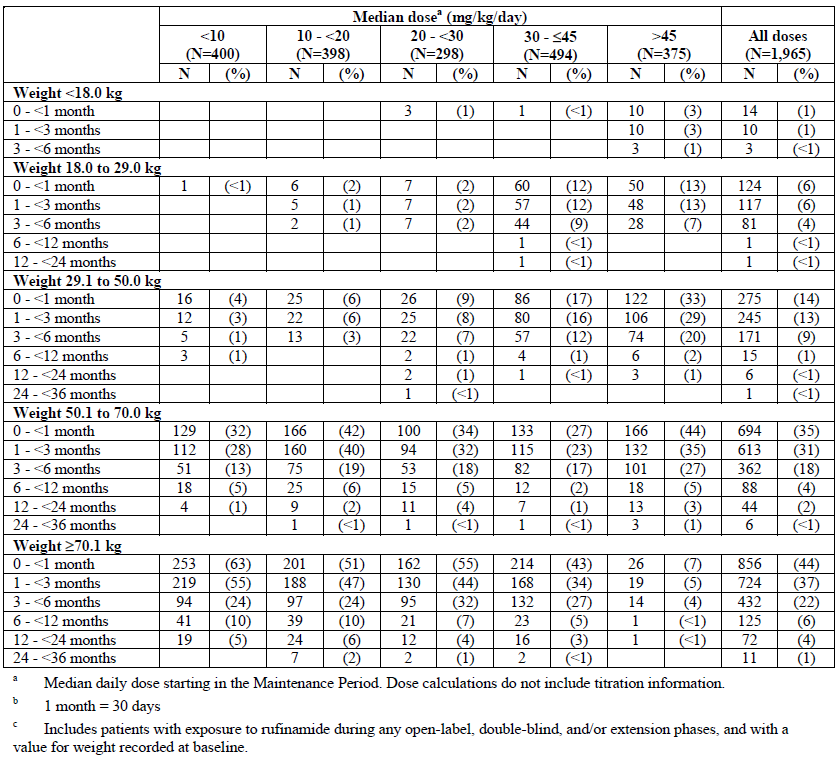 Median doseᵃ (mg/kg/day)
<10 10 - <20 20 - <30 30 - ≤45 >45 All doses
(N=400) (N=398) (N=298) (N=494) (N=375) (N=1,965)
N (%) N (%) N (%) N (%) N (%) N (%)
Weight <18.0 kg
0 - <1 month 3 (1) 1 (<1) 10 (3) 14 (1)
1 - <3 months 10 (3) 10 (1)
3 - <6 months 3 (1) 3 (<1)
Weight 18.0 to 29.0 kg
0 - <1 month 1 (<1) 6 (2) 7 (2) 60 (12) 50 (13) 124 (6)
1 - <3 months 5 (1) 7 (2) 57 (12) 48 (13) 117 (6)
3 - <6 months 2 (1) 7 (2) 44 (9) 28 (7) 81 (4)
6 - <12 months 1 (<1) 1 (<1)
12 - <24 months 1 (<1) 1 (<1)
Weight 29.1 to 50.0 kg
0 - <1 month 16 (4) 25 (6) 26 (9) 86 (17) 122 (33) 275 (14)
1 - <3 months 12 (3) 22 (6) 25 (8) 80 (16) 106 (29) 245 (13)
3 - <6 months 5 (1) 13 (3) 22 (7) 57 (12) 74 (20) 171 (9)
6 - <12 months 3 (1) 2 (1) 4 (1) 6 (2) 15 (1)
12 - <24 months 2 (1) 1 (<1) 3 (1) 6 (<1)
24 - <36 months 1 (<1) 1 (<1)
Weight 50.1 to 70.0 kg
0 - <1 month 129 (32) 166 (42) 100 (34) 133 (27) 166 (44) 694 (35)
1 - <3 months 112 (28) 160 (40) 94 (32) 115 (23) 132 (35) 613 (31)
3 - <6 months 51 (13) 75 (19) 53 (18) 82 (17) 101 (27) 362 (18)
6 - <12 months 18 (5) 25 (6) 15 (5) 12 (2) 18 (5) 88 (4)
12 - <24 months 4 (1) 9 (2) 11 (4) 7 (1) 13 (3) 44 (2)
24 - <36 months 1 (<1) 1 (<1) 1 (<1) 3 (1) 6 (<1)
Weight ≥70.1 kg
0 - <1 month 253 (63) 201 (51) 162 (55) 214 (43) 26 (7) 856 (44)
1 - <3 months 219 (55) 188 (47) 130 (44) 168 (34) 19 (5) 724 (37)
3 - <6 months 94 (24) 97 (24) 95 (32) 132 (27) 14 (4) 432 (22)
6 - <12 months 41 (10) 39 (10) 21 (7) 23 (5) 1 (<1) 125 (6)
12 - <24 months 19 (5) 24 (6) 12 (4) 16 (3) 1 (<1) 72 (4)
24 - <36 months 7 (2) 2 (1) 2 (<1) 11 (1)
ᵃ Median daily dose starting in the Maintenance Period. Dose calculations do not include titration information.
ᵇ 1 month = 30 days
ᶜ Includes patients with exposure to rufinamide during any open-label, double-blind, and/or extension phases, and with a
value for weight recorded at baseline.